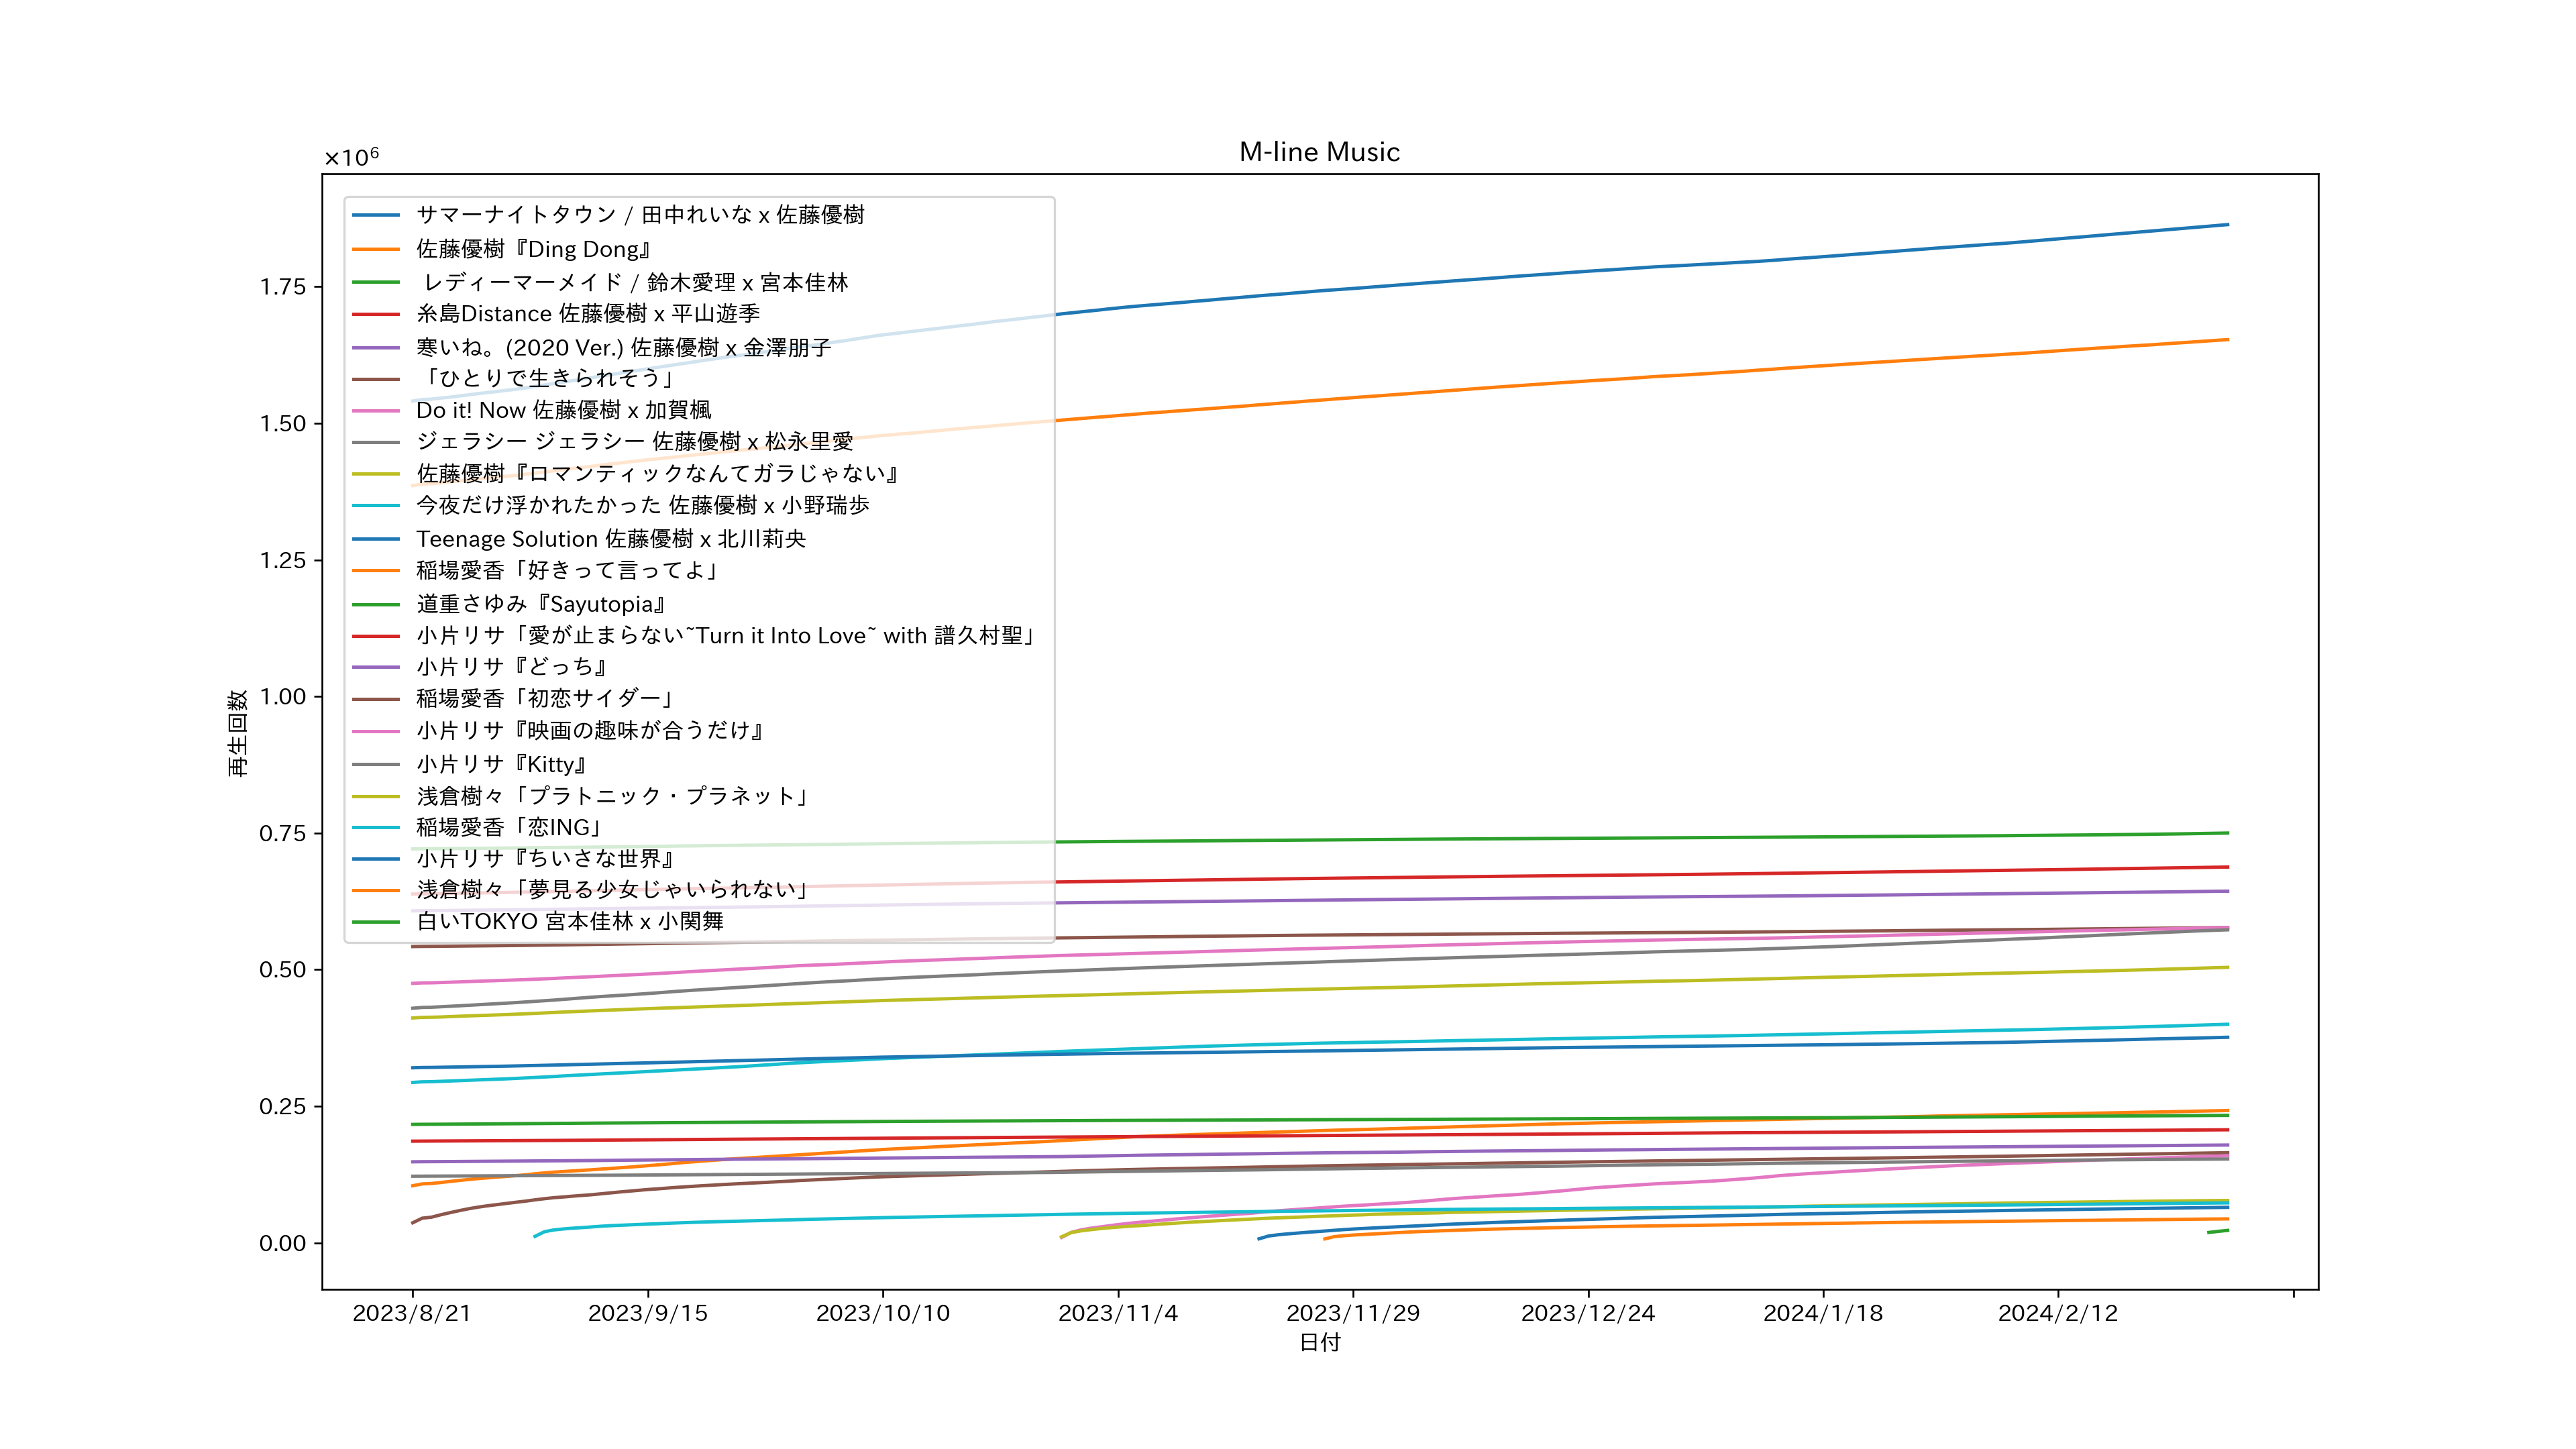 M-line Music
×10⁶
サマーナイトタウン / 田中れいな x 佐藤優樹
佐藤優樹『Ding Dong』
レディーマーメイド / 鈴木愛理 x 宮本佳林
糸島Distance 佐藤優樹 x 平山遊季
寒いね。(2020 Ver.) 佐藤優樹 x 金澤朋子
「ひとりで生きられそう」
Do it! Now 佐藤優樹 x 加賀楓
ジェラシー ジェラシー 佐藤優樹 x 松永里愛
佐藤優樹『ロマンティックなんてガラじゃない』
今夜だけ浮かれたかった 佐藤優樹 x 小野瑞歩
Teenage Solution 佐藤優樹 x 北川莉央
稲場愛香「好きって言ってよ」
道重さゆみ『Sayutopia』
小片リサ「愛が止まらない~Turn it Into Love~ with 譜久村聖」
小片リサ『どっち』
稲場愛香「初恋サイダー」
小片リサ『映画の趣味が合うだけ』
小片リサ『Kitty』
浅倉樹々「プラトニック・プラネット」
稲場愛香「恋ING」
小片リサ『ちいさな世界』
浅倉樹々「夢見る少女じゃいられない」
白いTOKYO 宮本佳林 x 小関舞
1.75
1.50
1.25
1.00
0.75
0.50
0.25
0.00
再生回数
2023/8/21
2023/9/15
2023/10/10
2023/11/4
2023/11/29
2023/12/24
2024/1/18
2024/2/12
日付